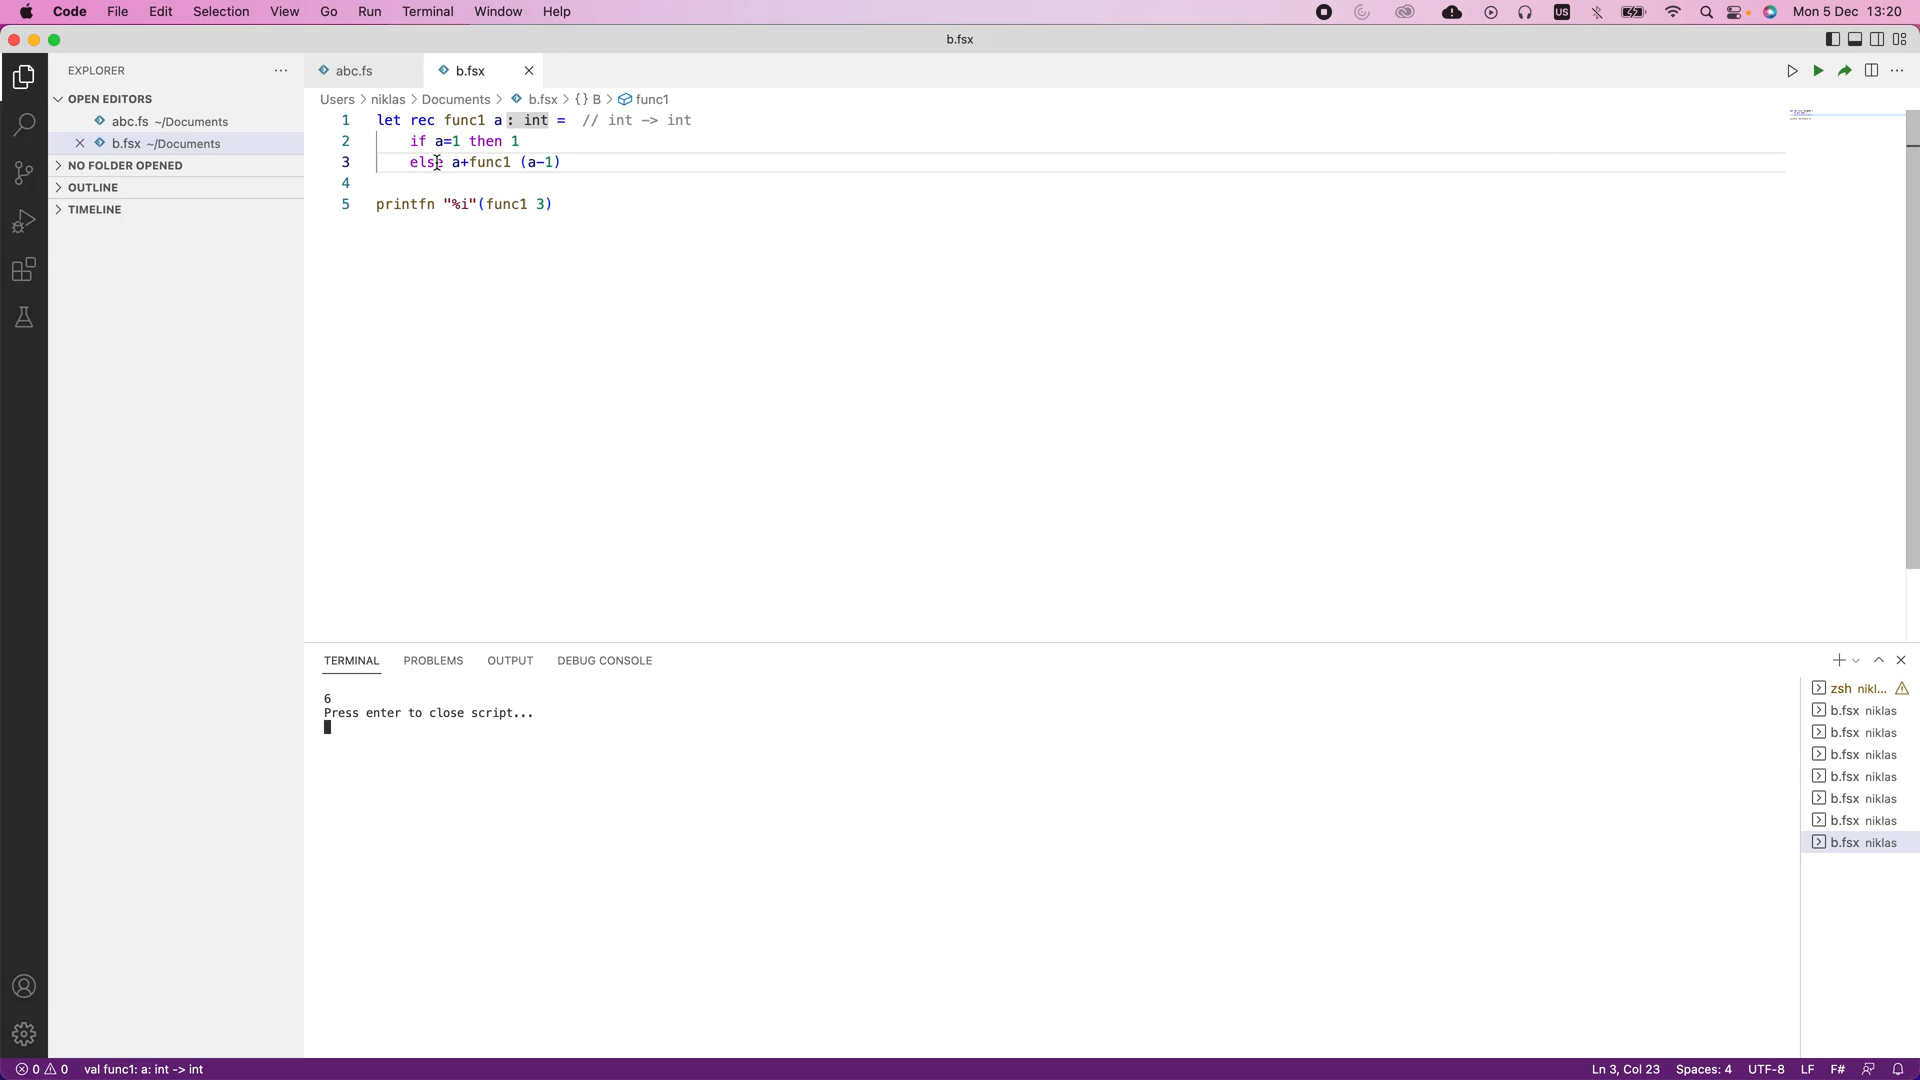 Code File Edit Selection View Go Run Terminal Window Help US Mon 5 Dec 13:20
b.fsx
EXPLORER
abc.fs b.fsx
OPEN EDITORS
abc.fs ~/Documents
b.fsx ~/Documents
NO FOLDER OPENED
OUTLINE
TIMELINE
Users > niklas > Documents > b.fsx > {} B > func1
1 let rec func1 a: int = // int -> int
2 if a=1 then 1
3 else a+func1 (a-1)
4
5 printfn "%i"(func1 3)
TERMINAL PROBLEMS OUTPUT DEBUG CONSOLE
6
Press enter to close script...
zsh nikl...
b.fsx niklas
b.fsx niklas
b.fsx niklas
b.fsx niklas
b.fsx niklas
b.fsx niklas
b.fsx niklas
0 0 val func1: a: int -> int Ln 3, Col 23 Spaces: 4 UTF-8 LF F#